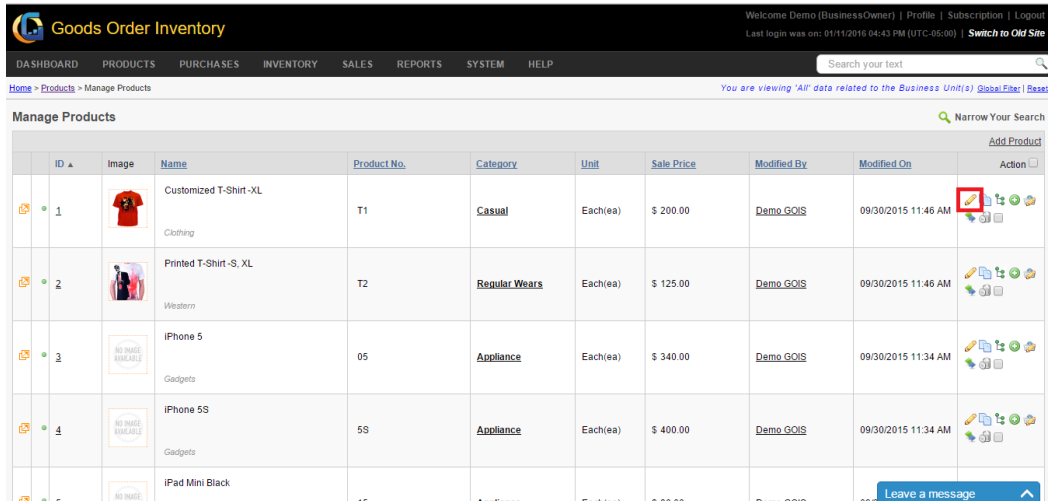 Welcome Demo (BusinessOwner) | Profile | Subscription | Logout
Goods Order Inventory
Last login was on: 01/11/2016 04:43 PM (UTC-05:00) | Switch to Old Site
DASHBOARD PRODUCTS PURCHASES INVENTORY SALES REPORTS SYSTEM HELP Search your text
Home > Products > Manage Products You are viewing 'All' data related to the Business Unit(s) Global Filter | Reset
Manage Products Narrow Your Search
Add Product
ID Image Name Product No. Category Unit Sale Price Modified By Modified On Action
Customized T-Shirt -XL
1 T1 Casual Each(ea) $ 200.00 Demo GOIS 09/30/2015 11:46 AM
Clothing
Printed T-Shirt -S, XL
2 T2 Regular Wears Each(ea) $ 125.00 Demo GOIS 09/30/2015 11:46 AM
Western
iPhone 5
3 NO IMAGE AVAILABLE 05 Appliance Each(ea) $ 340.00 Demo GOIS 09/30/2015 11:34 AM
Gadgets
iPhone 5S
4 NO IMAGE AVAILABLE 5S Appliance Each(ea) $ 400.00 Demo GOIS 09/30/2015 11:34 AM
Gadgets
iPad Mini Black
NO IMAGE
Leave a message